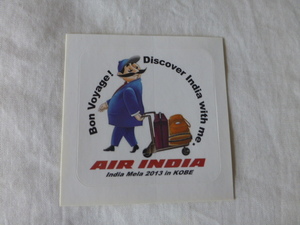 Bon Voyage! Discover India with me.
AIR INDIA
India Mela 2013 in KOBE